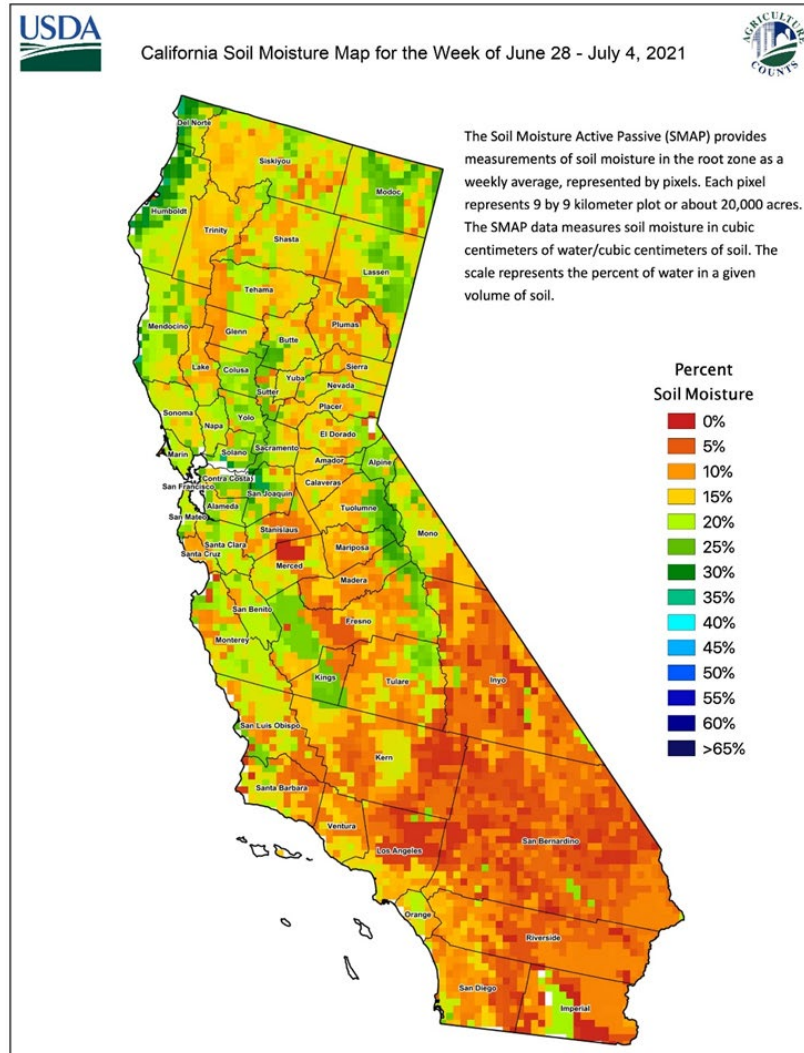 USDA
California Soil Moisture Map for the Week of June 28 - July 4, 2021
AGRICULTURE
COUNTS
The Soil Moisture Active Passive (SMAP) provides
measurements of soil moisture in the root zone as a
weekly average, represented by pixels. Each pixel
represents 9 by 9 kilometer plot or about 20,000 acres.
The SMAP data measures soil moisture in cubic
centimeters of water/cubic centimeters of soil. The
scale represents the percent of water in a given
volume of soil.
Percent
Soil Moisture
0%
5%
10%
15%
20%
25%
30%
35%
40%
45%
50%
55%
60%
>65%
Del Norte
Siskiyou
Modoc
Humboldt
Trinity
Shasta
Lassen
Tehama
Plumas
Mendocino
Glenn
Butte
Lake
Colusa
Sierra
Yuba
Nevada
Sutter
Placer
Sonoma
Napa
Yolo
El Dorado
Marin
Solano
Sacramento
Amador
Alpine
Contra Costa
Calaveras
San Francisco
San Joaquin
Alameda
Tuolumne
San Mateo
Stanislaus
Mono
Santa Clara
Santa Cruz
Mariposa
Merced
Madera
San Benito
Fresno
Monterey
Kings
Tulare
Inyo
San Luis Obispo
Kern
Santa Barbara
Ventura
Los Angeles
San Bernardino
Orange
Riverside
San Diego
Imperial